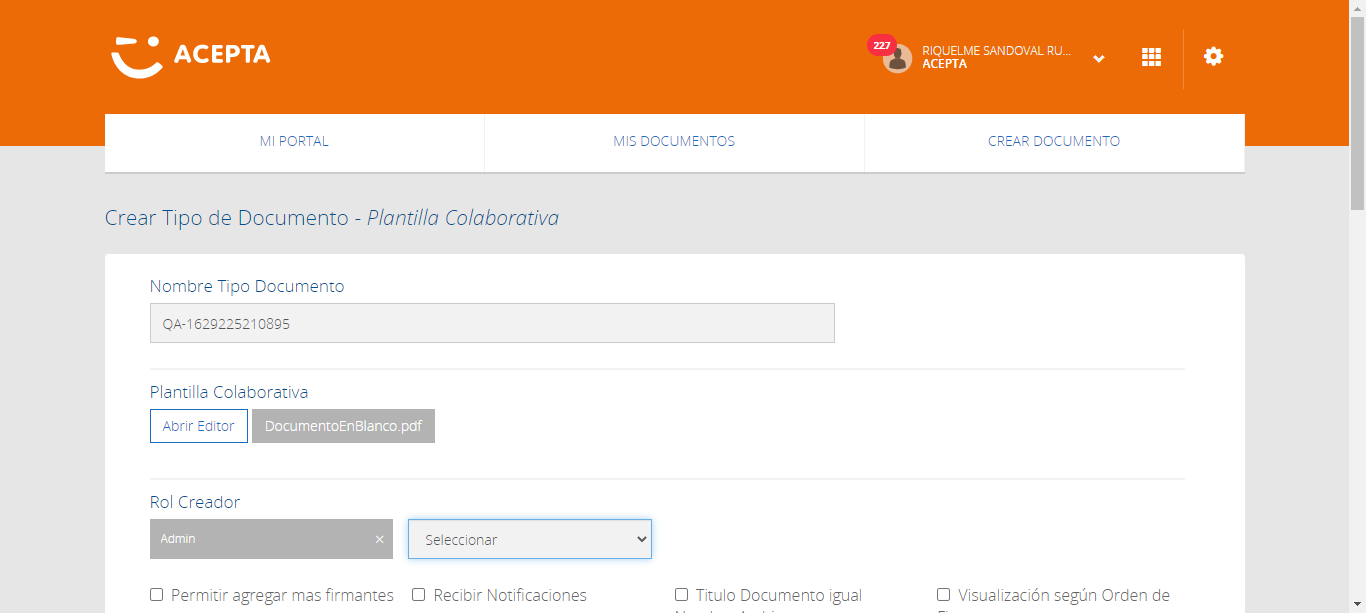 ACEPTA
227
RIQUELME SANDOVAL RU...
ACEPTA
MI PORTAL
MIS DOCUMENTOS
CREAR DOCUMENTO
Crear Tipo de Documento - Plantilla Colaborativa
Nombre Tipo Documento
QA-1629225210895
Plantilla Colaborativa
Abrir Editor
DocumentoEnBlanco.pdf
Rol Creador
Admin ×
Seleccionar
Permitir agregar mas firmantes
Recibir Notificaciones
Titulo Documento igual
Visualización según Orden de